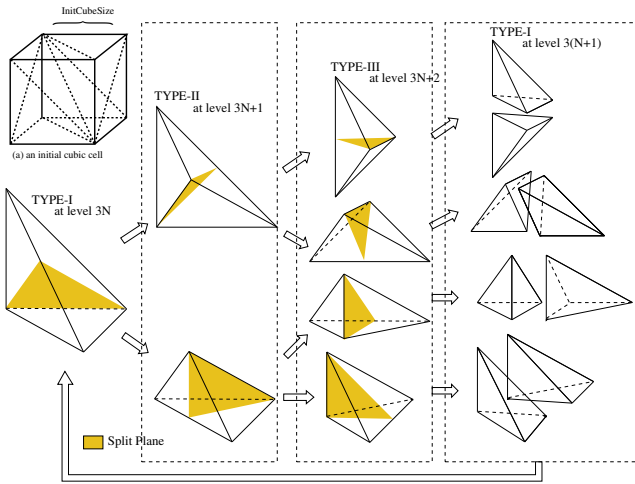 InitCubeSize
(a) an initial cubic cell
TYPE-I
at level 3N
TYPE-II
at level 3N+1
TYPE-III
at level 3N+2
TYPE-I
at level 3(N+1)
Split Plane